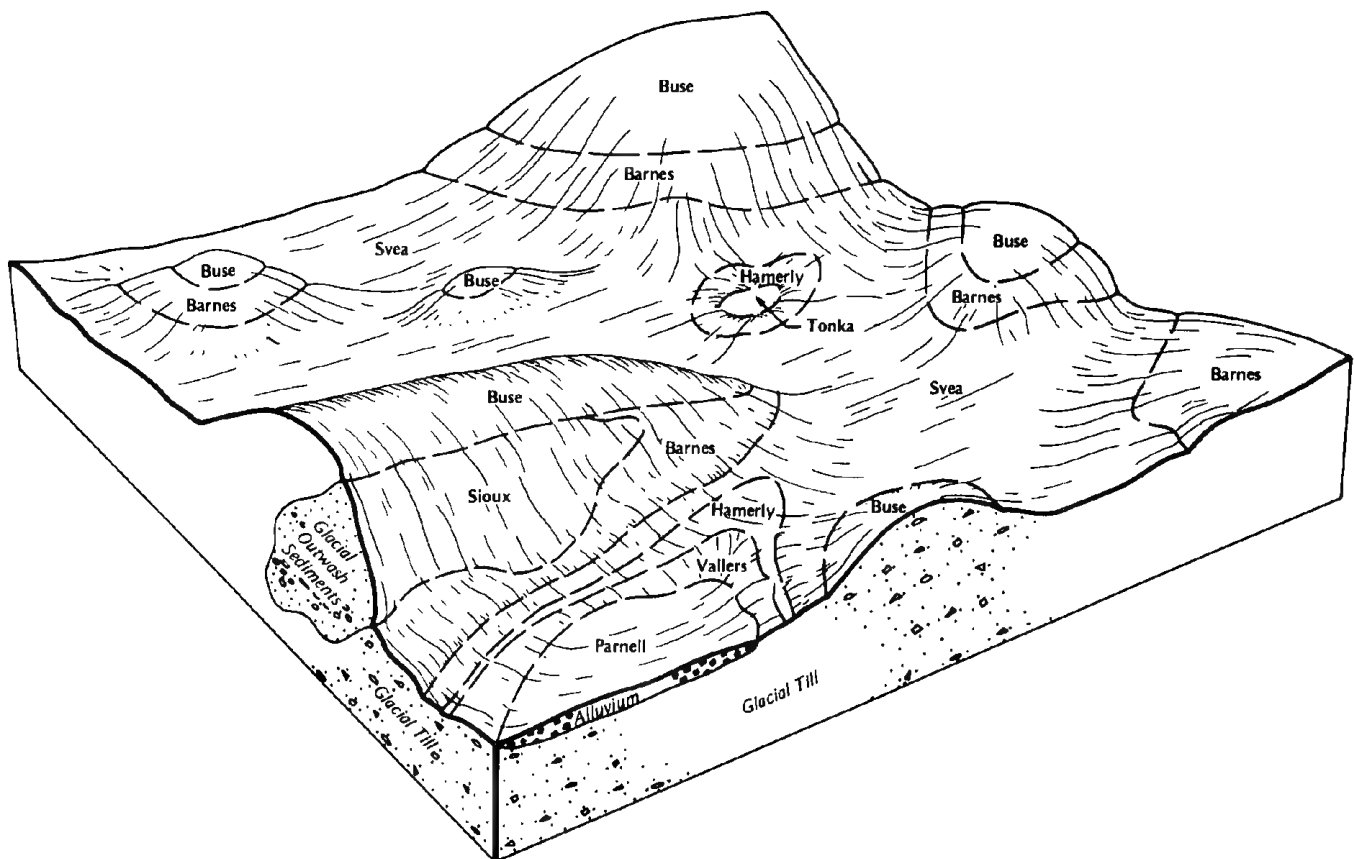 Buse
Barnes
Svea
Buse
Buse
Buse
Hamerly
Barnes
Barnes
Tonka
Barnes
Buse
Svea
Barnes
Sioux
Hamerly
Buse
Glacial
Outwash
Sediments
Vallers
Parnell
Glacial Till
Alluvium
Glacial Till